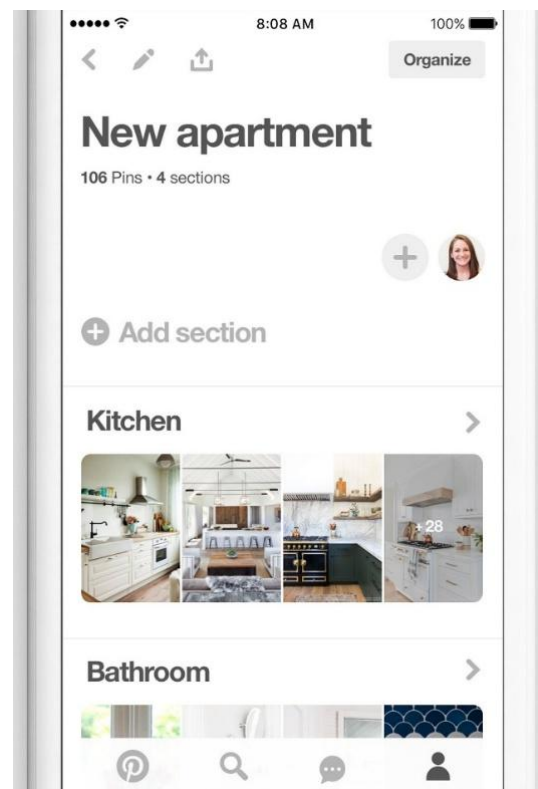 8:08 AM 100%
Organize
New apartment
106 Pins • 4 sections
Add section
Kitchen
+28
Bathroom